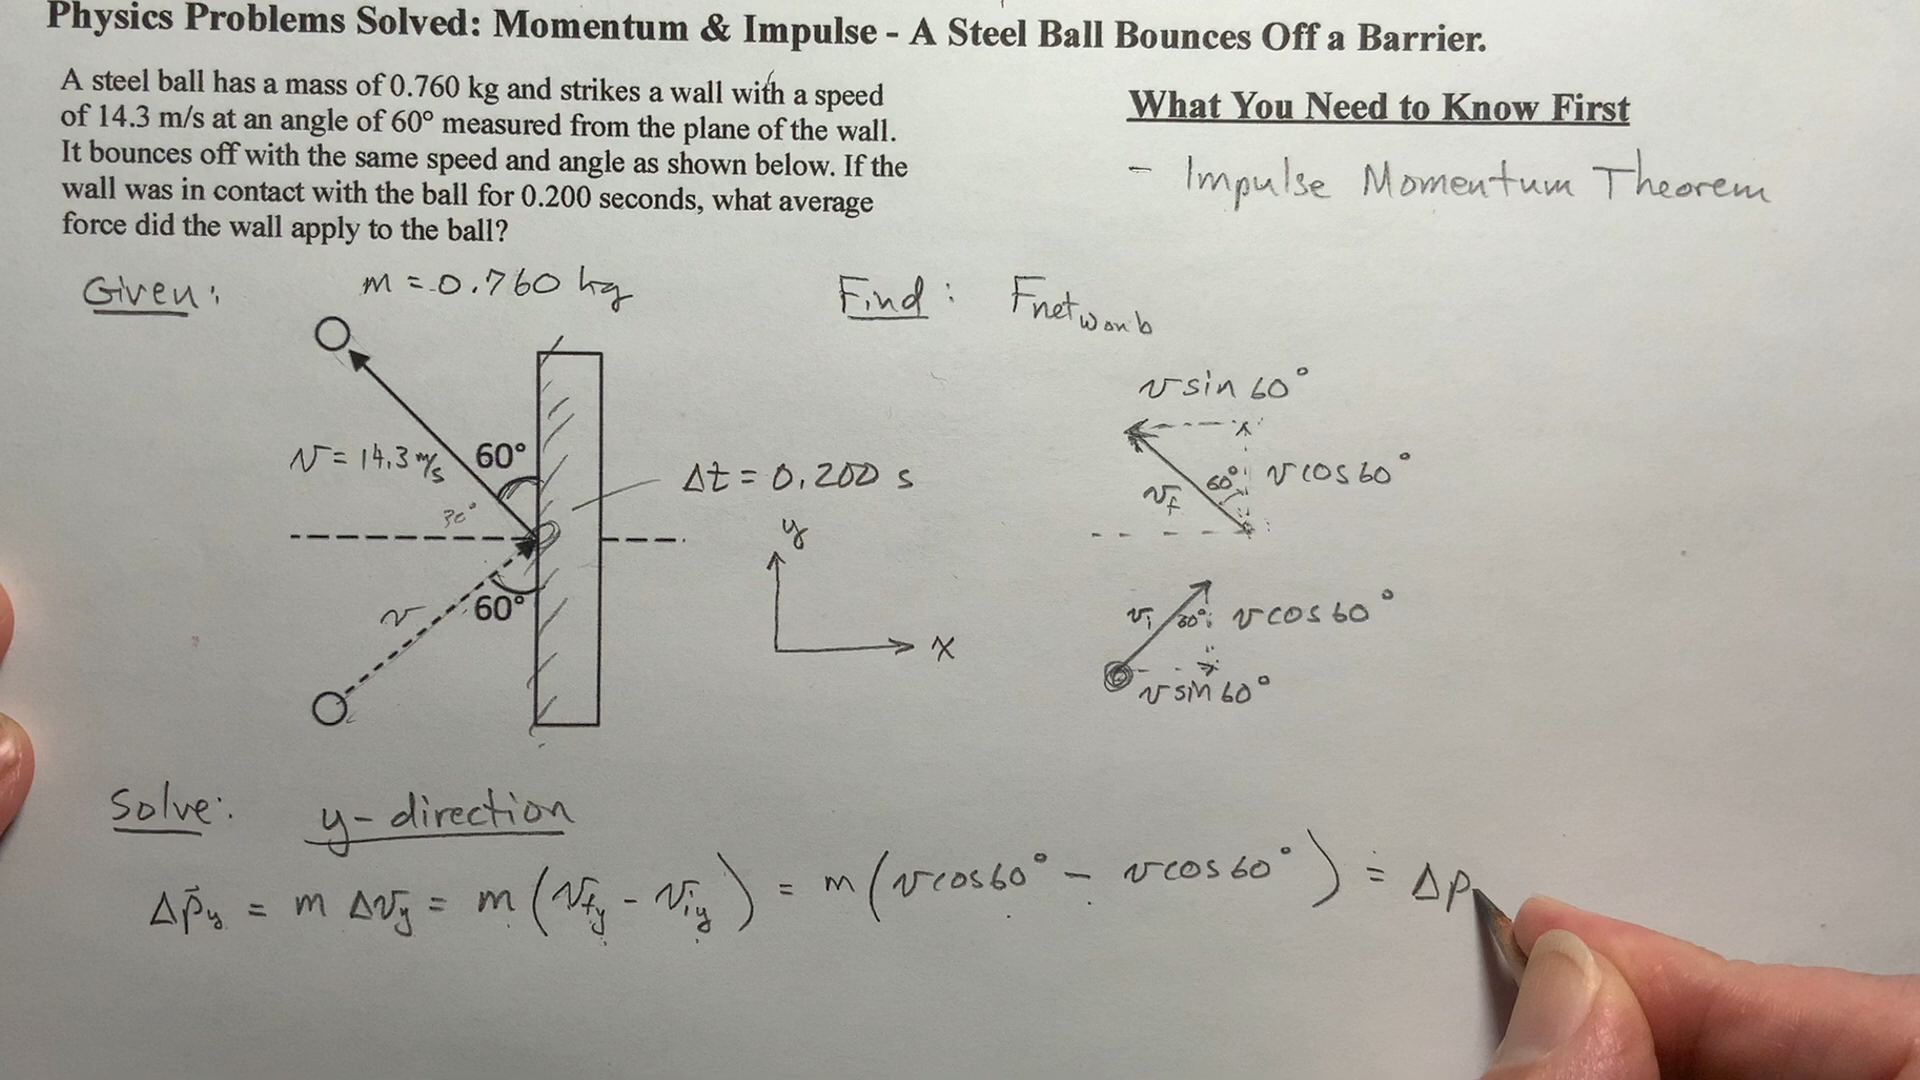 Physics Problems Solved: Momentum & Impulse - A Steel Ball Bounces Off a Barrier.
A steel ball has a mass of 0.760 kg and strikes a wall with a speed
of 14.3 m/s at an angle of 60° measured from the plane of the wall.
It bounces off with the same speed and angle as shown below. If the
wall was in contact with the ball for 0.200 seconds, what average
force did the wall apply to the ball?
What You Need to Know First
- Impulse Momentum Theorem
Given:
m = 0.760 kg
Find: Fnet w on b
v = 14.3 m/s
60°
30°
Δt = 0.200 s
v
60°
y
x
v sin 60°
60°
v cos 60°
vf
vi
60°
v cos 60°
v sin 60°
Solve: y-direction
Δp⃗y = m Δvy = m (vfy - viy) = m (v cos 60° - v cos 60°) = Δp